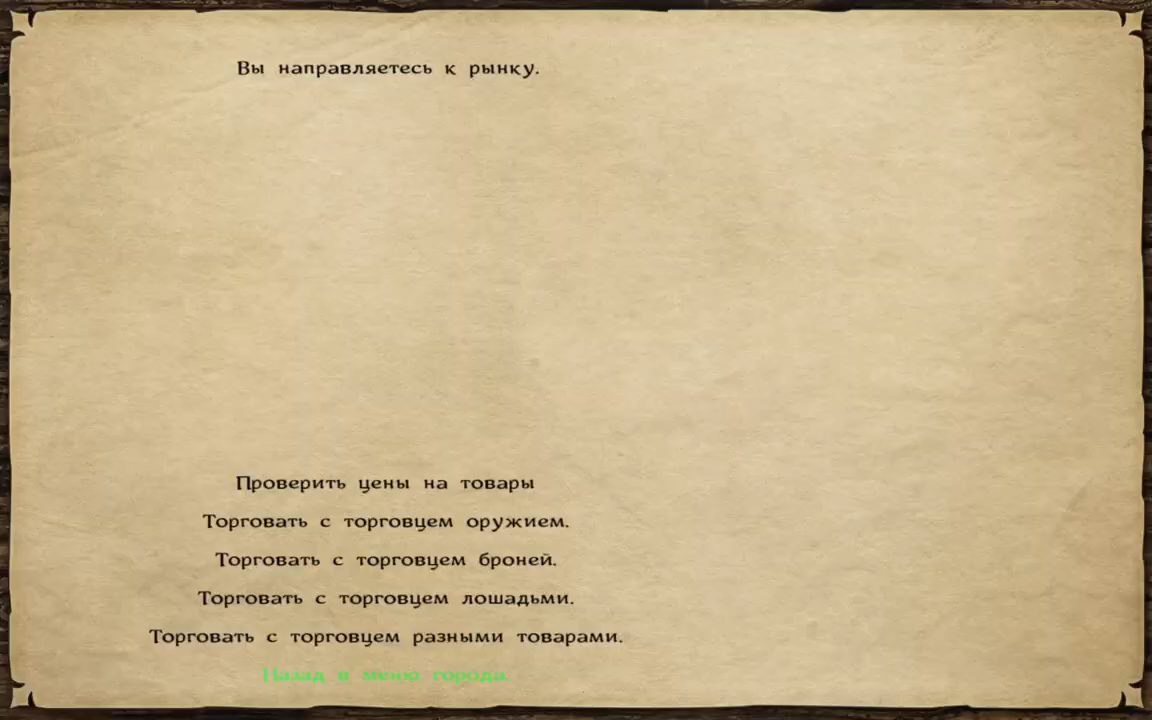 Вы направляетесь к рынку.
Проверить цены на товары
Торговать с торговцем оружием.
Торговать с торговцем броней.
Торговать с торговцем лошадьми.
Торговать с торговцем разными товарами.
Назад в меню города.